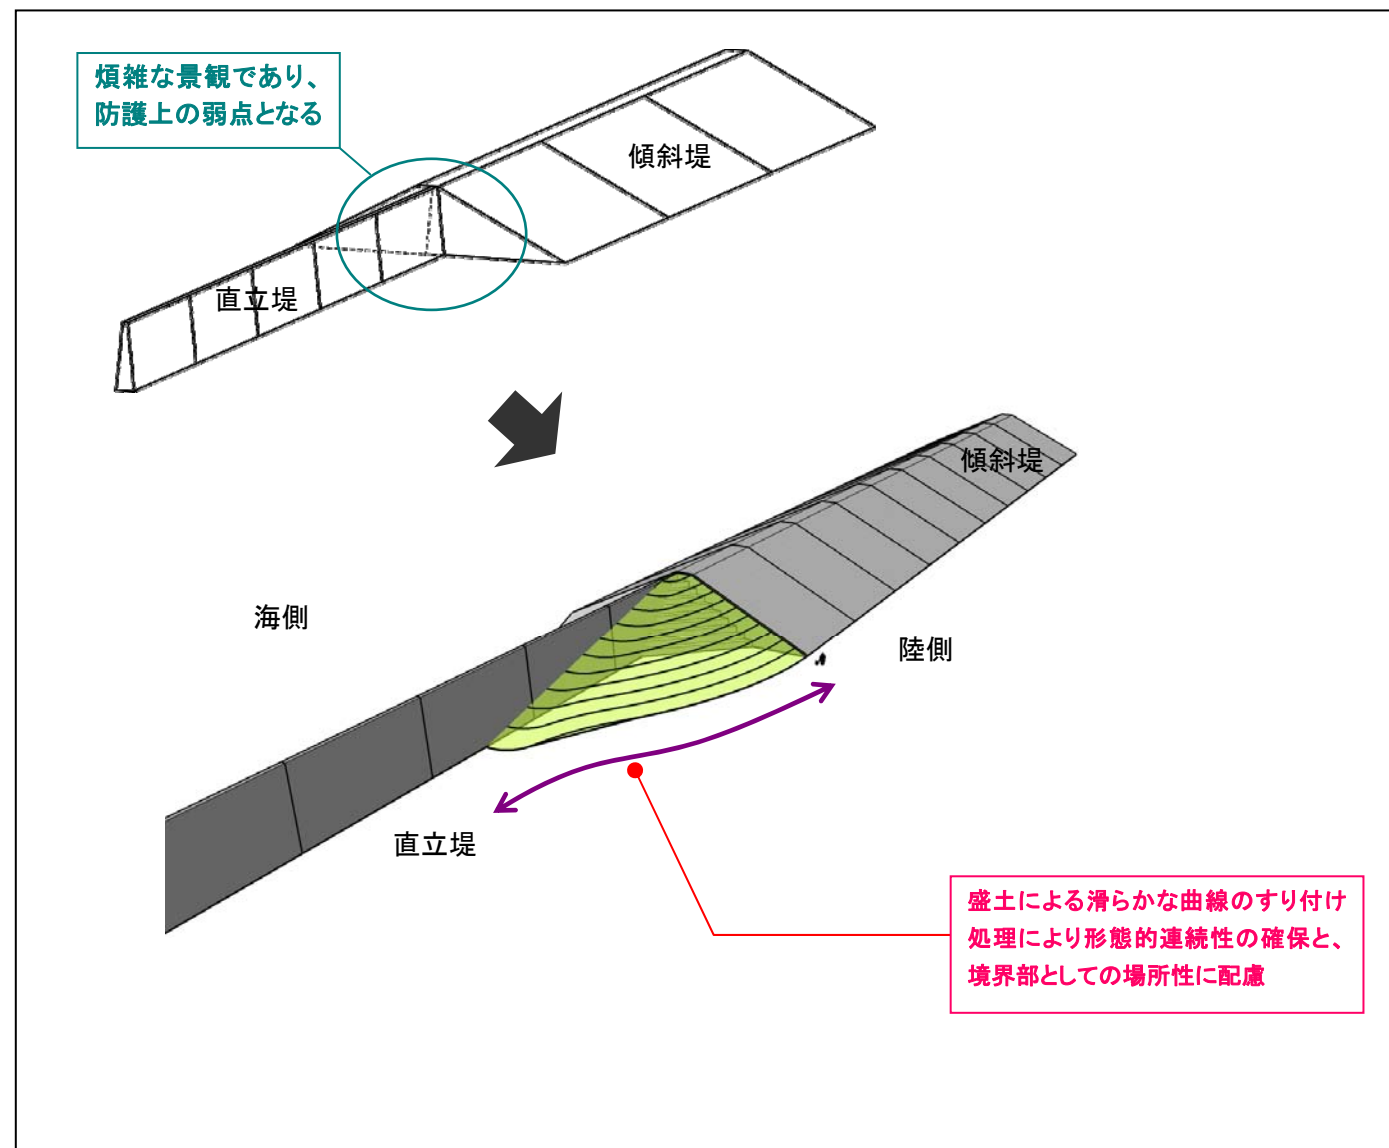 煩雑な景観であり、
防護上の弱点となる
傾斜堤
直立堤
傾斜堤
海側
陸側
直立堤
盛土による滑らかな曲線のすり付け
処理により形態的連続性の確保と、
境界部としての場所性に配慮